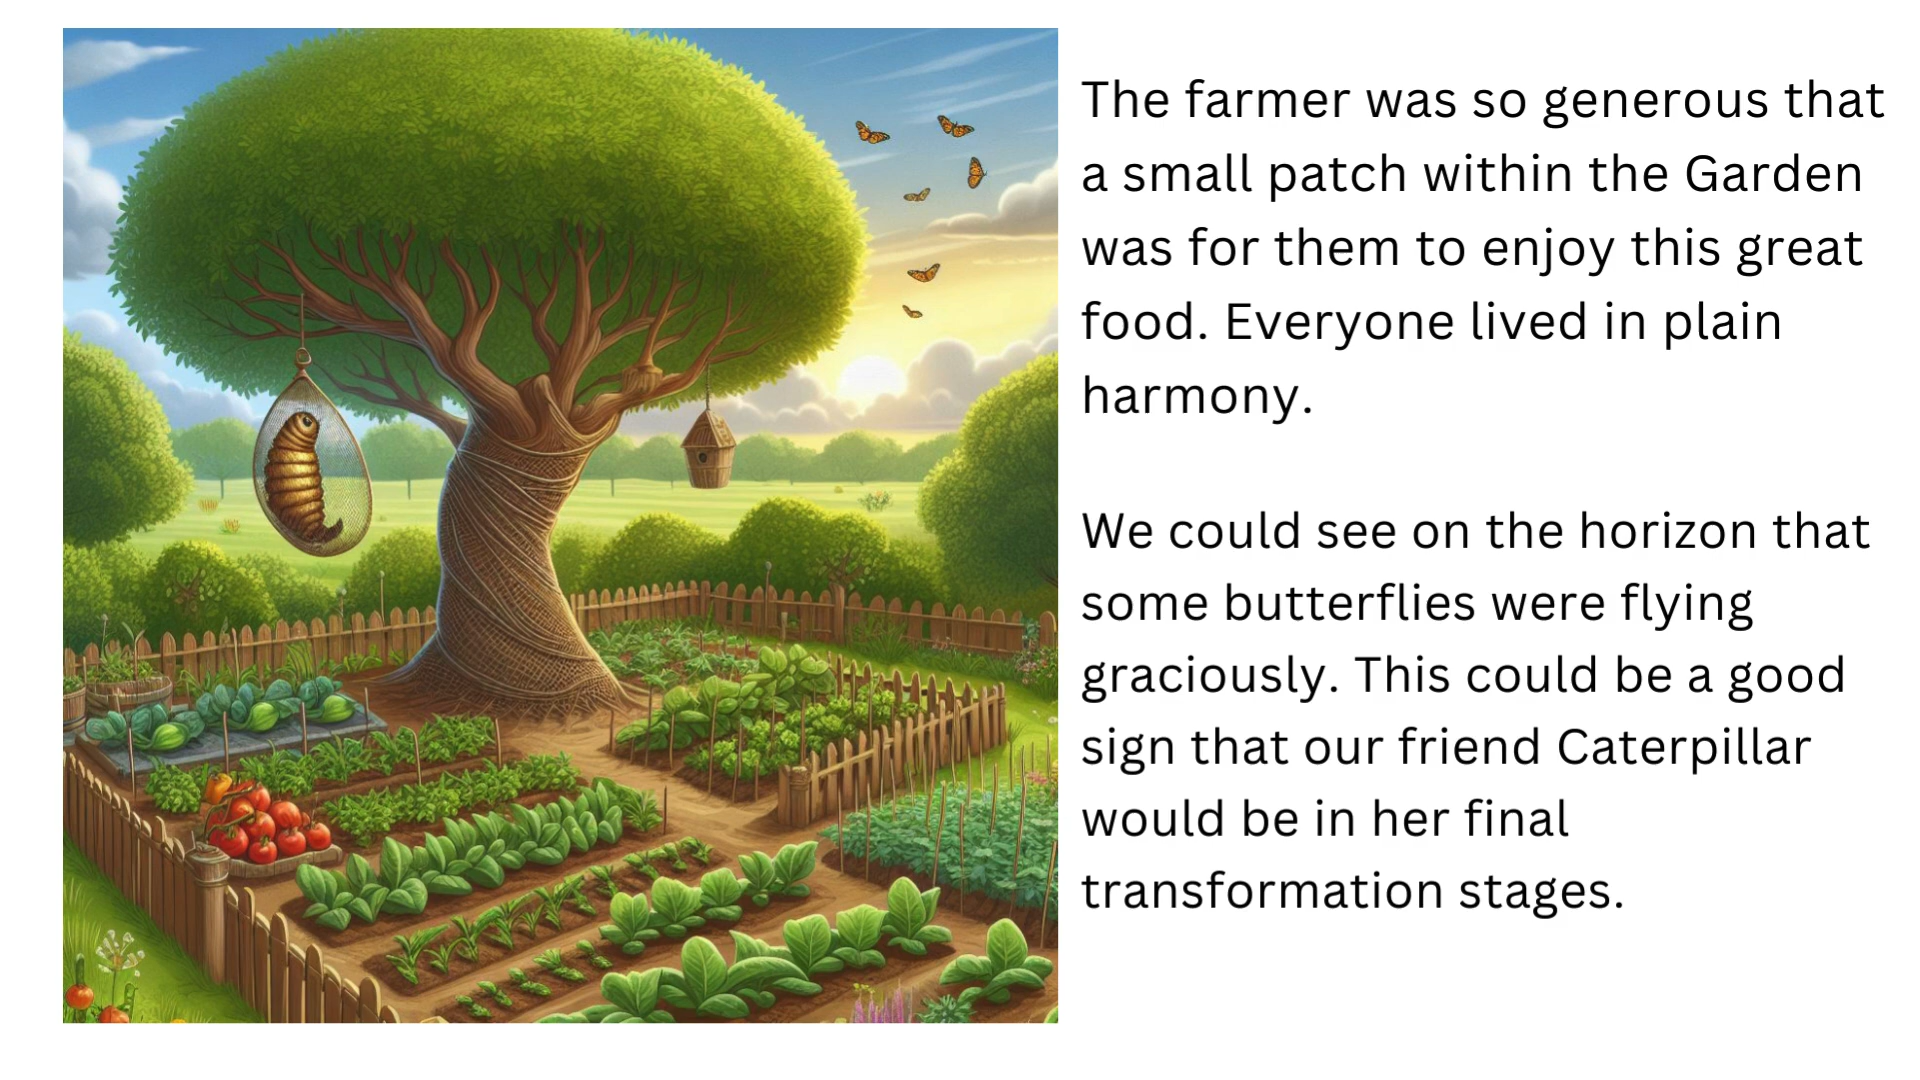 The farmer was so generous that
a small patch within the Garden
was for them to enjoy this great
food. Everyone lived in plain
harmony.
We could see on the horizon that
some butterflies were flying
graciously. This could be a good
sign that our friend Caterpillar
would be in her final
transformation stages.